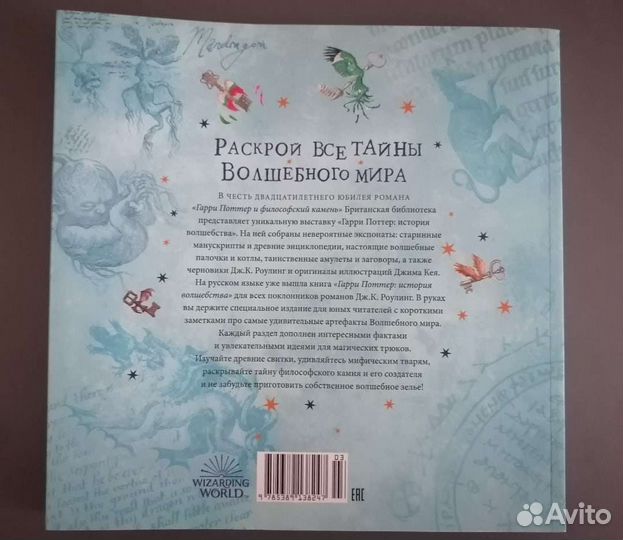 Mandragora
Раскрой все тайны
Волшебного мира
В честь двадцатилетнего юбилея романа
«Гарри Поттер и философский камень» Британская библиотека
представляет уникальную выставку «Гарри Поттер: история
волшебства». На ней собраны невероятные экспонаты: старинные
манускрипты и древние энциклопедии, настоящие волшебные
палочки и котлы, таинственные амулеты и заговоры, а также
черновики Дж.К. Роулинг и оригиналы иллюстраций Джима Кея.
На русском языке уже вышла книга «Гарри Поттер: история
волшебства» для всех поклонников романов Дж.К. Роулинг. В руках
вы держите специальное издание для юных читателей с короткими
заметками про самые удивительные артефакты Волшебного мира.
Каждый раздел дополнен интересными фактами
и увлекательными идеями для магических трюков.
Изучайте древние свитки, удивляйтесь мифическим тварям,
раскрывайте тайну философского камня и его создателя
и не забудьте приготовить собственное волшебное зелье!
WIZARDING
WORLD
03
9 785389 138247
EAC
Avito